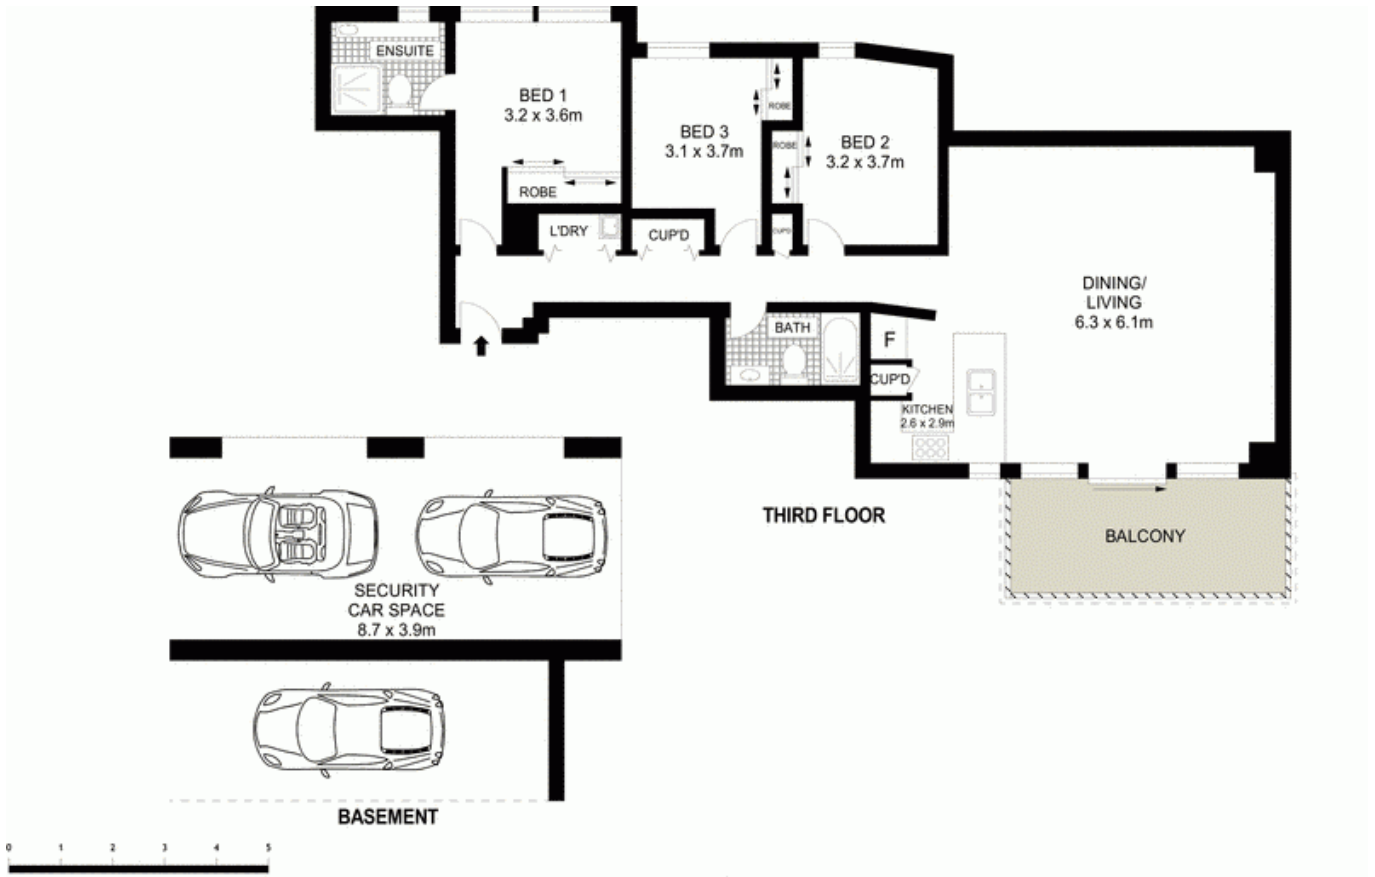 ENSUITE
BED 1
3.2 x 3.6m
ROBE
BED 3
3.1 x 3.7m
ROBE
ROBE
BED 2
3.2 x 3.7m
L'DRY
CUP'D
CUP'D
DINING/
LIVING
6.3 x 6.1m
BATH
F
CUP'D
KITCHEN
2.6 x 2.9m
THIRD FLOOR
BALCONY
SECURITY
CAR SPACE
8.7 x 3.9m
BASEMENT
0 1 2 3 4 5